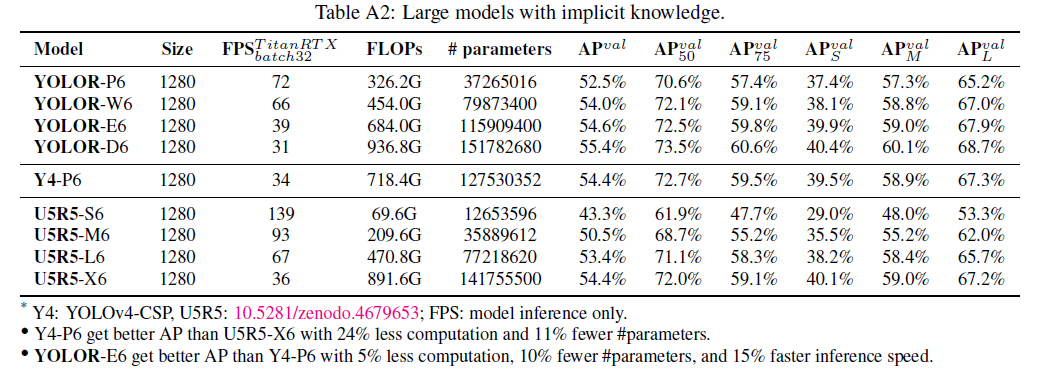 Table A2: Large models with implicit knowledge.
Model Size FPS^{TitanRTX}_{batch32} FLOPs # parameters AP^{val} AP^{val}_{50} AP^{val}_{75} AP^{val}_{S} AP^{val}_{M} AP^{val}_{L}
YOLOR-P6 1280 72 326.2G 37265016 52.5% 70.6% 57.4% 37.4% 57.3% 65.2%
YOLOR-W6 1280 66 454.0G 79873400 54.0% 72.1% 59.1% 38.1% 58.8% 67.0%
YOLOR-E6 1280 39 684.0G 115909400 54.6% 72.5% 59.8% 39.9% 59.0% 67.9%
YOLOR-D6 1280 31 936.8G 151782680 55.4% 73.5% 60.6% 40.4% 60.1% 68.7%
Y4-P6 1280 34 718.4G 127530352 54.4% 72.7% 59.5% 39.5% 58.9% 67.3%
U5R5-S6 1280 139 69.6G 12653596 43.3% 61.9% 47.7% 29.0% 48.0% 53.3%
U5R5-M6 1280 93 209.6G 35889612 50.5% 68.7% 55.2% 35.5% 55.2% 62.0%
U5R5-L6 1280 67 470.8G 77218620 53.4% 71.1% 58.3% 38.2% 58.4% 65.7%
U5R5-X6 1280 36 891.6G 141755500 54.4% 72.0% 59.1% 40.1% 59.0% 67.2%
* Y4: YOLOv4-CSP, U5R5: 10.5281/zenodo.4679653; FPS: model inference only.
• Y4-P6 get better AP than U5R5-X6 with 24% less computation and 11% fewer #parameters.
• YOLOR-E6 get better AP than Y4-P6 with 5% less computation, 10% fewer #parameters, and 15% faster inference speed.